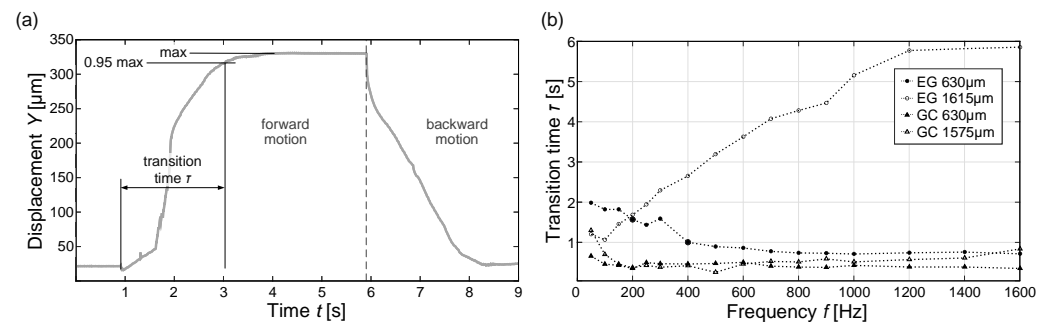 (a)
350
300
250
200
150
100
50
Displacement Y [µm]
max
0.95 max
transition
time τ
forward
motion
backward
motion
1 2 3 4 5 6 7 8 9
Time t [s]
(b)
6
5
4
3
2
1
Transition time τ [s]
EG 630µm
EG 1615µm
GC 630µm
GC 1575µm
0 200 400 600 800 1000 1200 1400 1600
Frequency f [Hz]